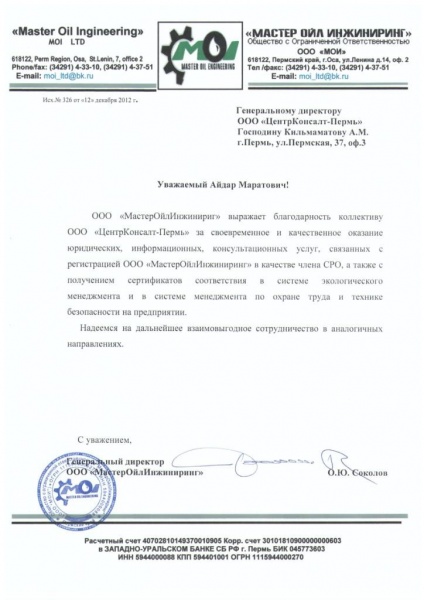 «Master Oil Ingineering»
MOI LTD
618122, Perm Region, Osa, St.Lenin, 7, office 2
Phone/fax: (34291) 4-33-10, (34291) 4-37-51
E-mail: moi_ltd@bk.ru
MOI
MASTER OIL ENGINEERING
«МАСТЕР ОЙЛ ИНЖИНИРИНГ»
Общество с Ограниченной Ответственностью
ООО «МОИ»
618122, Пермский край, г.Оса, ул.Ленина д.14, оф. 2
Тел /факс: (34291) 4-33-10, (34291) 4-37-51
E-mail: moi_ltd@bk.ru
Исх.№ 326 от «12» декабря 2012 г.
Генеральному директору
ООО «ЦентрКонсалт-Пермь»
Господину Кильмаматову А.М.
г.Пермь, ул.Пермская, 37, оф.3
Уважаемый Айдар Маратович!
ООО «МастерОйлИнжиниринг» выражает благодарность коллективу
ООО «ЦентрКонсалт-Пермь» за своевременное и качественное оказание
юридических, информационных, консультационных услуг, связанных с
регистрацией ООО «МастерОйлИнжиниринг» в качестве члена СРО, а также с
получением сертификатов соответствия в системе экологического
менеджмента и в системе менеджмента по охране труда и технике
безопасности на предприятии.
Надеемся на дальнейшее взаимовыгодное сотрудничество в аналогичных
направлениях.
С уважением,
Генеральный директор
ООО «МастерОйлИнжиниринг»
О.Ю. Соколов
Расчетный счет 40702810149370010905 Корр. счет 30101810900000000603
в ЗАПАДНО-УРАЛЬСКОМ БАНКЕ СБ РФ г. Пермь БИК 045773603
ИНН 5944000088 КПП 594401001 ОГРН 1115944000270